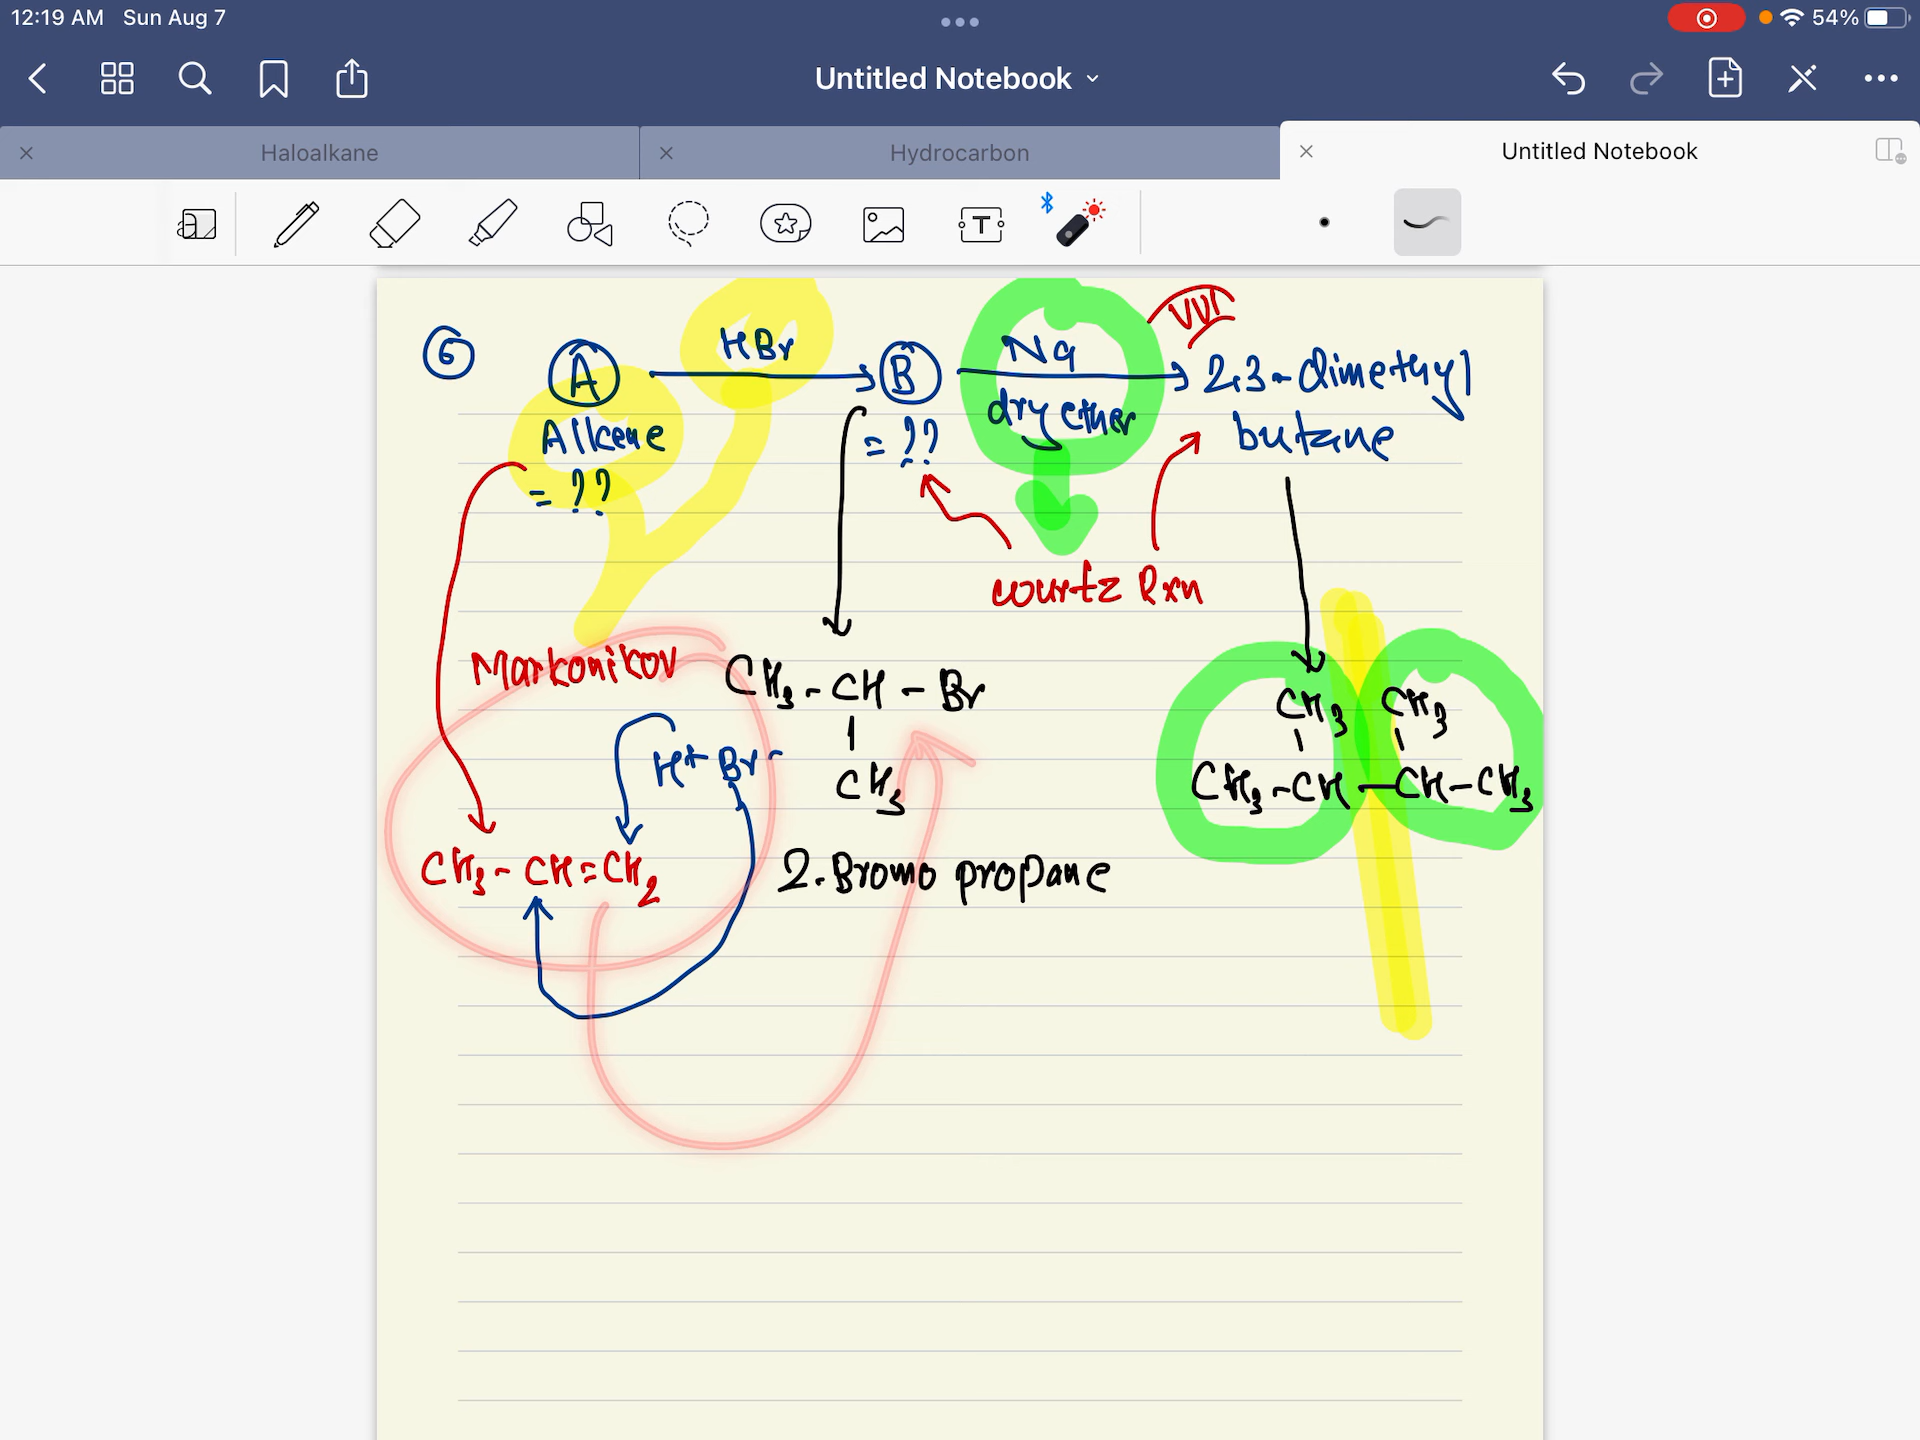 12:19 AM Sun Aug 7
54%
Untitled Notebook
Haloalkane
Hydrocarbon
Untitled Notebook
T
6 A HBr B Na 2,3-dimethyl
VVI
Alkene = ?? dry ether butane
= ??
courtz Rxn
Markonikov CH3-CH-Br
CH3 CH3
H+ Br-
CH3 CH3-CH-CH-CH3
CH3-CH=CH2 2.Bromo propane